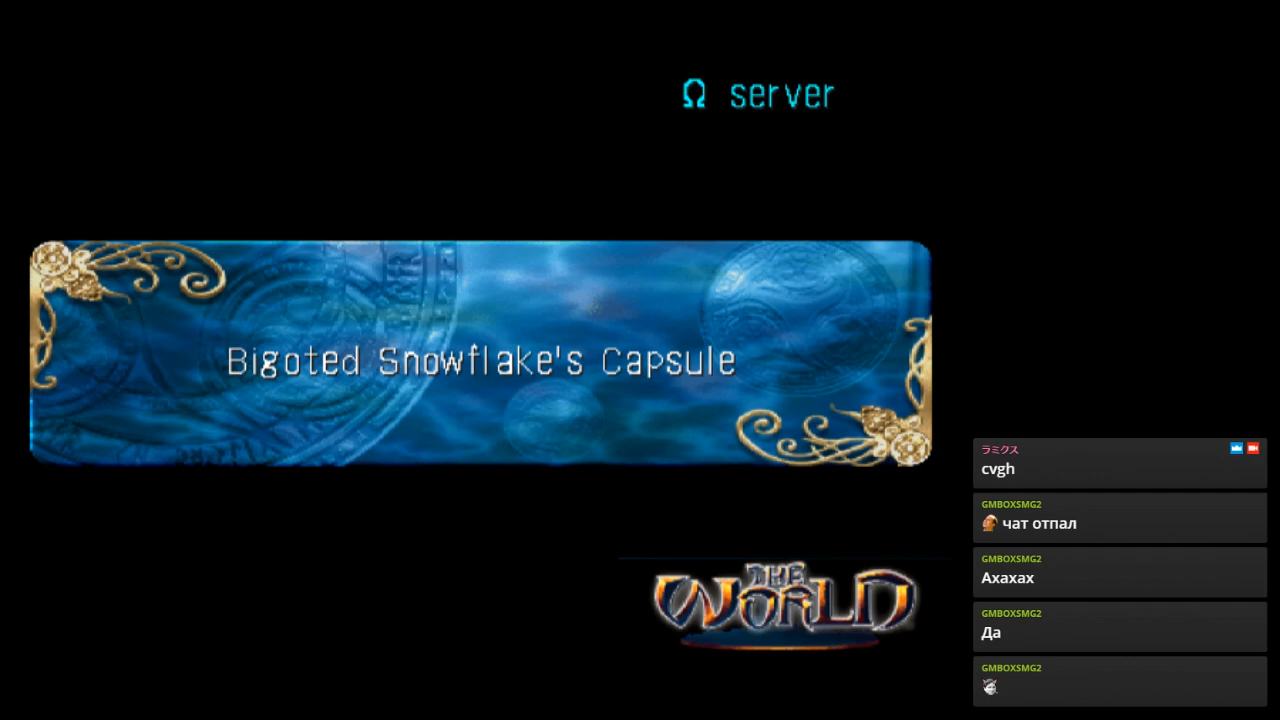 Ω server
Bigoted Snowflake's Capsule
THE
WORLD
ラミクス
cvgh
GMBOXSMG2
чат отпал
GMBOXSMG2
Ахахах
GMBOXSMG2
Да
GMBOXSMG2